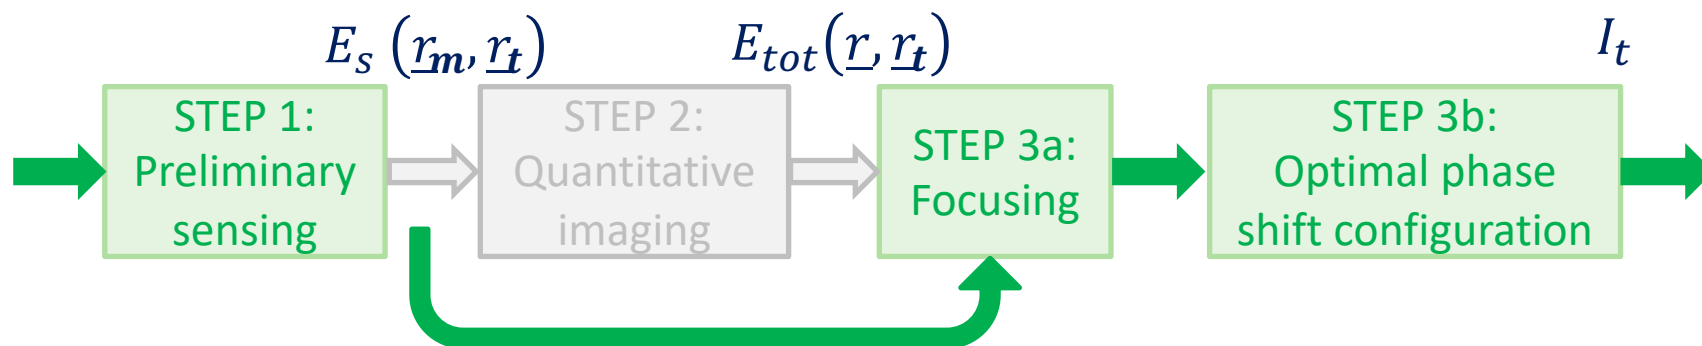 E_s (r_m, r_t)
E_tot(r, r_t)
I_t
STEP 1:
Preliminary
sensing
STEP 2:
Quantitative
imaging
STEP 3a:
Focusing
STEP 3b:
Optimal phase
shift configuration